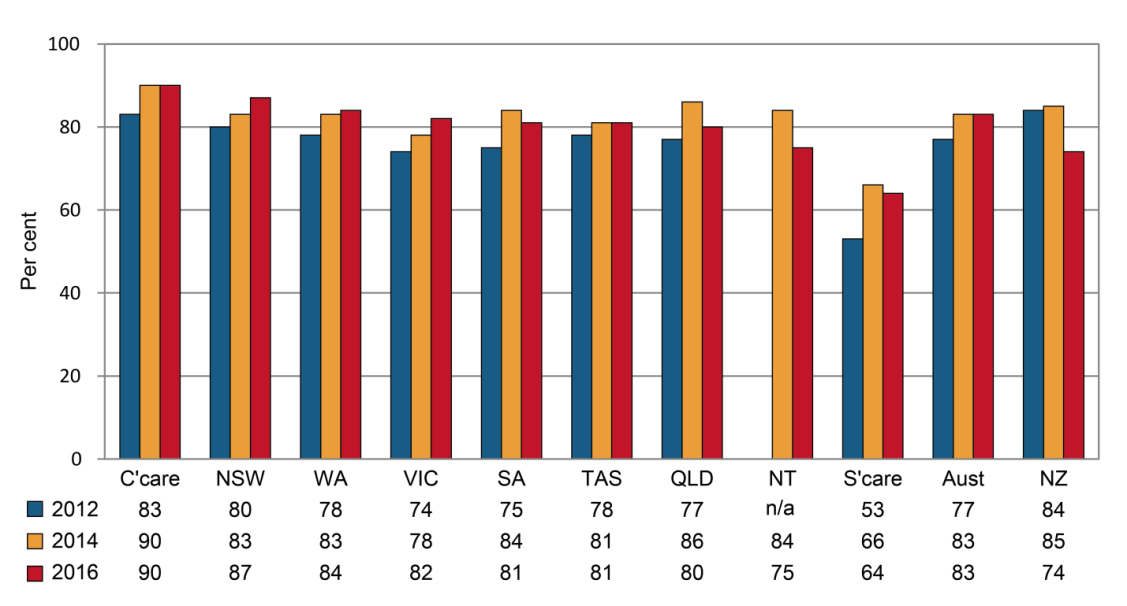 100
80
60
40
20
0
Per cent
C'care NSW WA VIC SA TAS QLD NT S'care Aust NZ
2012 83 80 78 74 75 78 77 n/a 53 77 84
2014 90 83 83 78 84 81 86 84 66 83 85
2016 90 87 84 82 81 81 80 75 64 83 74